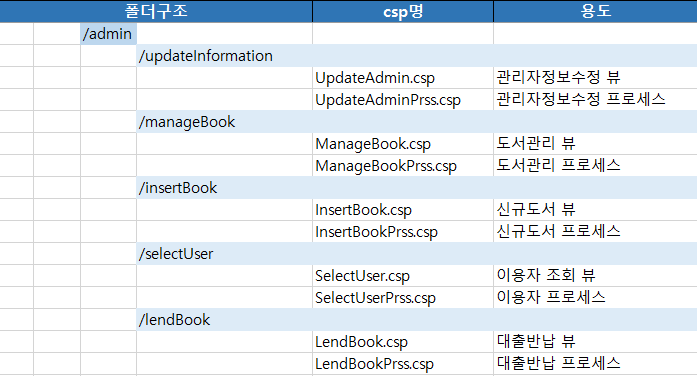 폴더구조 csp명 용도
/admin
/updateInformation
UpdateAdmin.csp 관리자정보수정 뷰
UpdateAdminPrss.csp 관리자정보수정 프로세스
/manageBook
ManageBook.csp 도서관리 뷰
ManageBookPrss.csp 도서관리 프로세스
/insertBook
InsertBook.csp 신규도서 뷰
InsertBookPrss.csp 신규도서 프로세스
/selectUser
SelectUser.csp 이용자 조회 뷰
SelectUserPrss.csp 이용자 프로세스
/lendBook
LendBook.csp 대출반납 뷰
LendBookPrss.csp 대출반납 프로세스